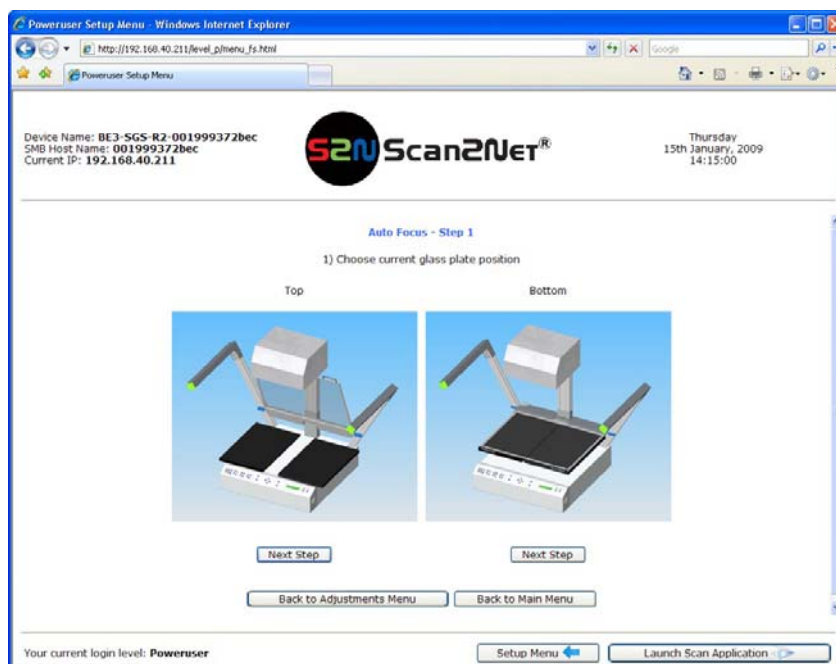 Poweruser Setup Menu - Windows Internet Explorer
http://192.168.40.211/level_p/menu_fs.html
Google
Poweruser Setup Menu
Device Name: BE3-SGS-R2-001999372bec
SMB Host Name: 001999372bec
Current IP: 192.168.40.211
S2N Scan2Net®
Thursday
15th January, 2009
14:15:00
Auto Focus - Step 1
1) Choose current glass plate position
Top
Bottom
Next Step
Next Step
Back to Adjustments Menu
Back to Main Menu
Your current login level: Poweruser
Setup Menu
Launch Scan Application